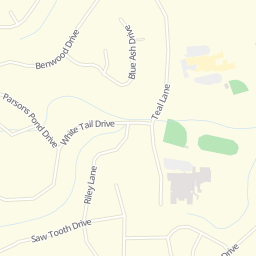 Blue Ash Drive
Benwood Drive
Teal Lane
Parsons Pond Drive
White Tail Drive
Riley Lane
Saw Tooth Drive
Drive